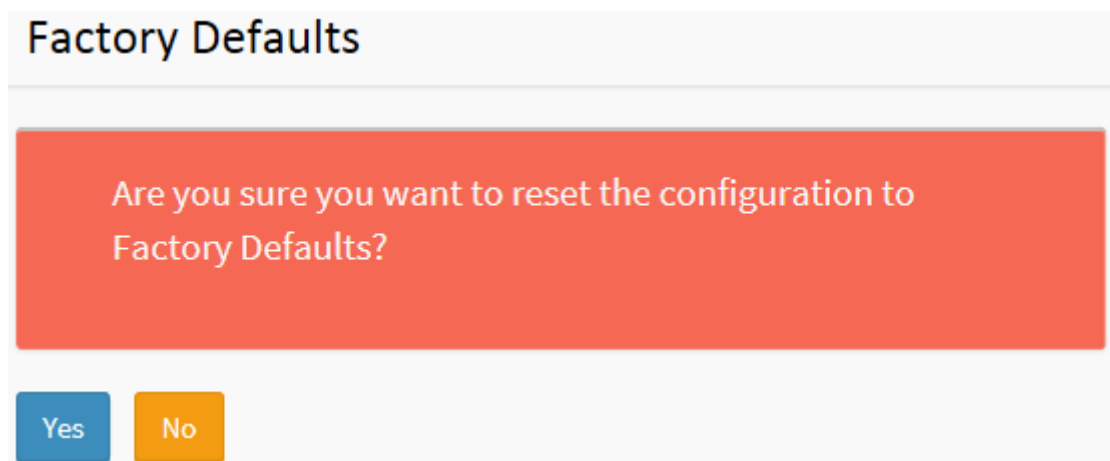 Factory Defaults
Are you sure you want to reset the configuration to
Factory Defaults?
Yes
No